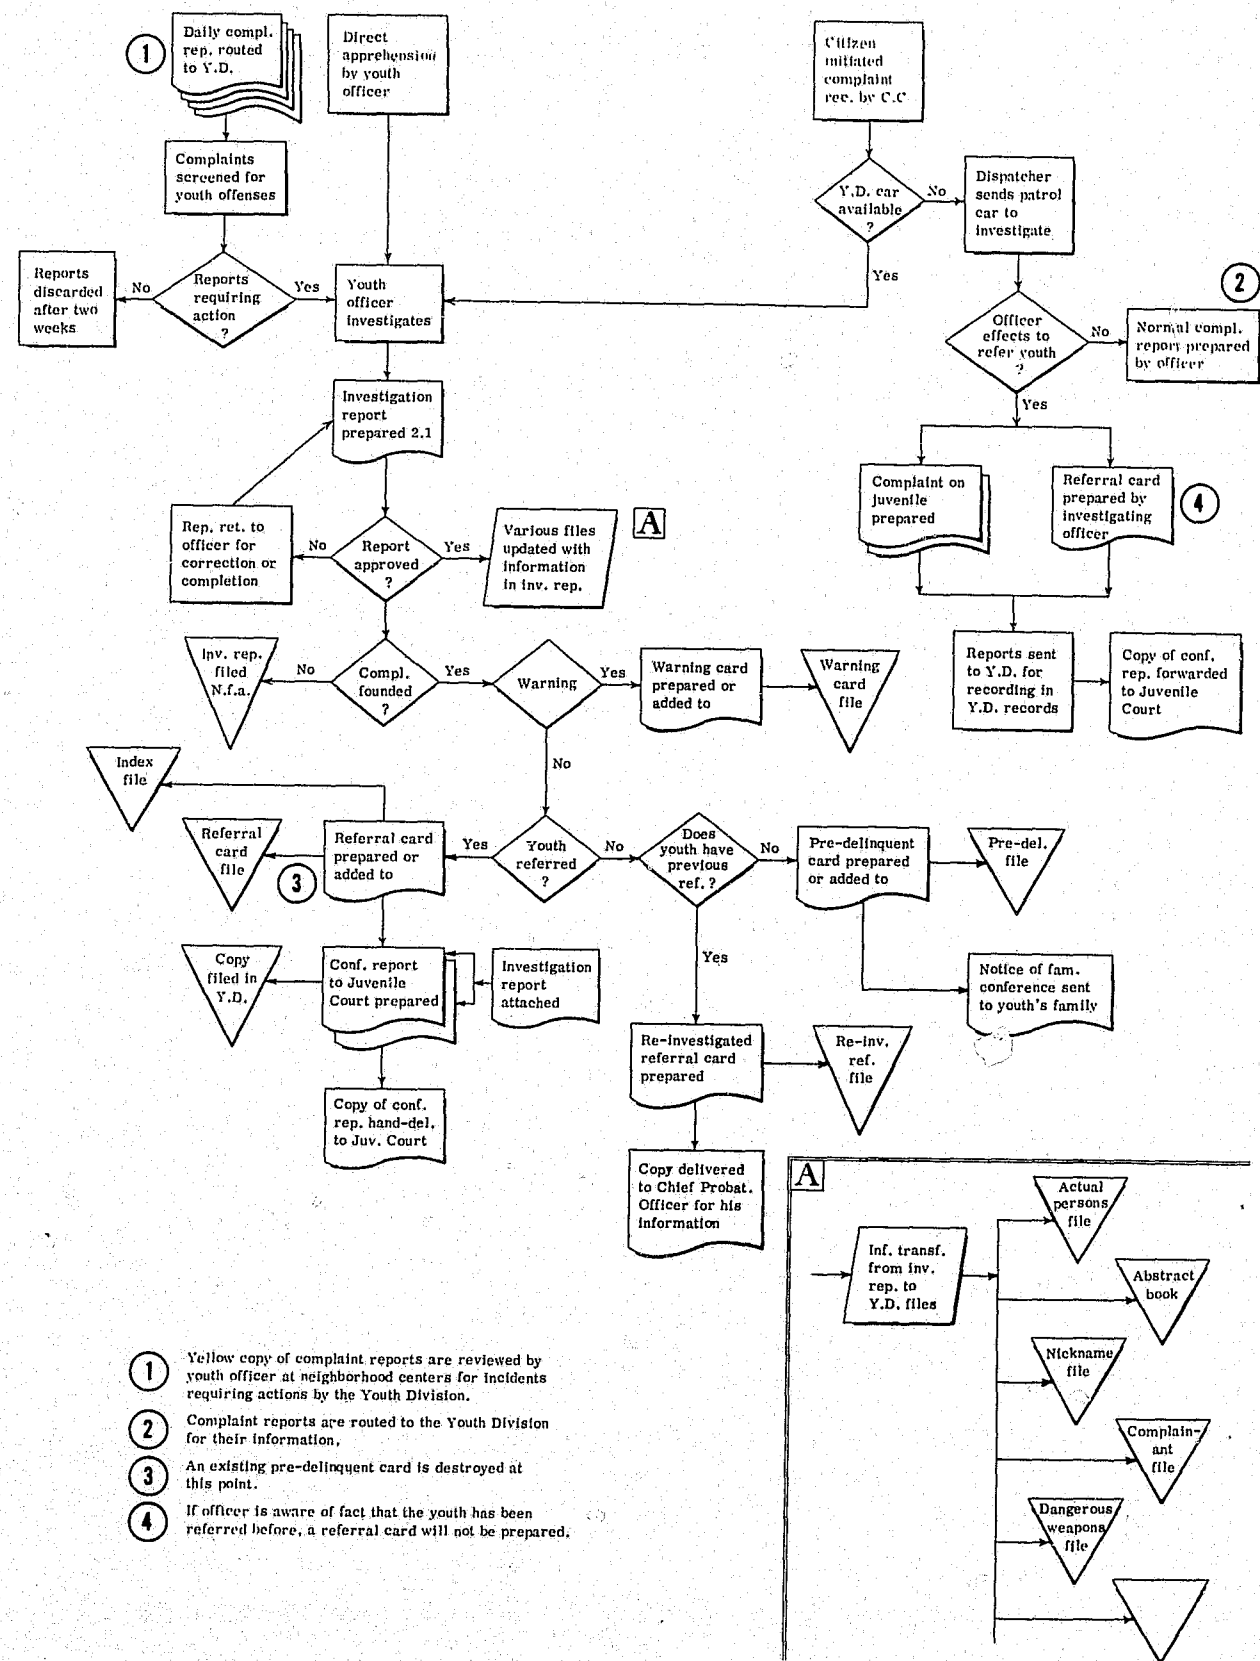 1
Daily compl.
rep. routed
to Y.D.
Direct
apprehension
by youth
officer
Citizen
initiated
complaint
rec. by C.C
Complaints
screened for
youth offenses
Y.D. car
available
?
No
Dispatcher
sends patrol
car to
investigate
Yes
Reports
discarded
after two
weeks
No
Reports
requiring
action
?
Yes
Youth
officer
investigates
2
Officer
effects to
refer youth
?
No
Normal compl.
report prepared
by officer
Yes
Investigation
report
prepared 2.1
Complaint on
juvenile
prepared
Referral card
prepared by
investigating
officer
4
Rep. ret. to
officer for
correction or
completion
No
Report
approved
?
Yes
Various files
updated with
information
in inv. rep.
A
Inv. rep.
filed
N.f.a.
No
Compl.
founded
?
Yes
Warning
Yes
Warning card
prepared or
added to
Warning
card
file
Reports sent
to Y.D. for
recording in
Y.D. records
Copy of conf.
rep. forwarded
to Juvenile
Court
No
Index
file
Referral
card
file
3
Referral card
prepared or
added to
Yes
Youth
referred
?
No
Does
youth have
previous
ref. ?
No
Pre-delinquent
card prepared
or added to
Pre-del.
file
Yes
Copy
filed in
Y.D.
Conf. report
to Juvenile
Court prepared
Investigation
report
attached
Notice of fam.
conference sent
to youth's family
Re-investigated
referral card
prepared
Re-inv.
ref.
file
Copy of conf.
rep. hand-del.
to Juv. Court
Copy delivered
to Chief Probat.
Officer for his
information
A
Inf. transf.
from inv.
rep. to
Y.D. files
Actual
persons
file
Abstract
book
Nickname
file
Complain-
ant
file
Dangerous
weapons
file
1 Yellow copy of complaint reports are reviewed by
youth officer at neighborhood centers for incidents
requiring actions by the Youth Division.
2 Complaint reports are routed to the Youth Division
for their information.
3 An existing pre-delinquent card is destroyed at
this point.
4 If officer is aware of fact that the youth has been
referred before, a referral card will not be prepared.